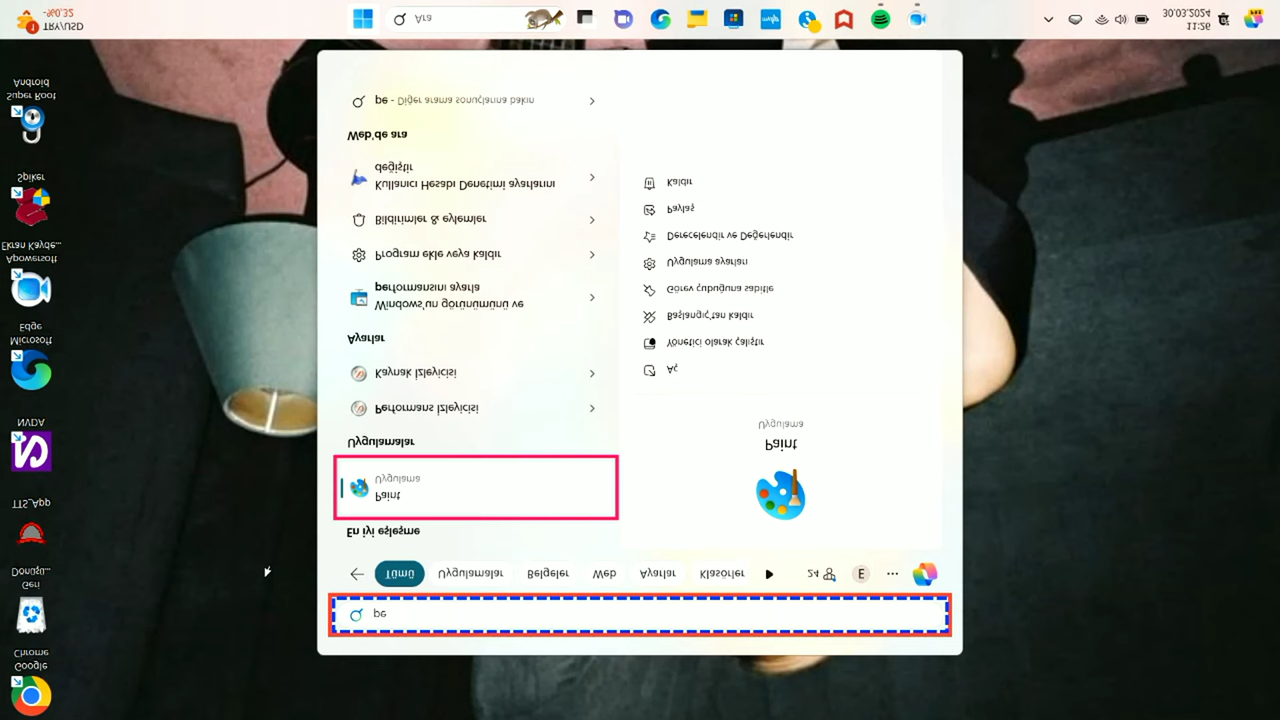 Google
Chrome
Geri
Dönüşü...
TTS_App
NVDA
Microsoft
Edge
Apowersoft
Ekran Kayde...
Spiker
Super Root
Android
pe
Tümü Uygulamalar Belgeler Web Ayarlar Klasörler 24 E
En iyi eşleşme
Paint
Uygulama
Uygulamalar
Performans İzleyicisi
Kaynak İzleyicisi
Ayarlar
Windows'un görünümünü ve
performansını ayarla
Program ekle veya kaldır
Bildirimler & eylemler
Kullanıcı Hesabı Denetimi ayarlarını
değiştir
Web'de ara
pe - Diğer arama sonuçlarına bakın
Paint
Uygulama
Aç
Yönetici olarak çalıştır
Başlangıç'tan kaldır
Görev çubuğuna sabitle
Uygulama ayarları
Derecelendir ve Değerlendir
Paylaş
Kaldır
TRY/USD
-%0,32
Ara
11:26
30.03.2024